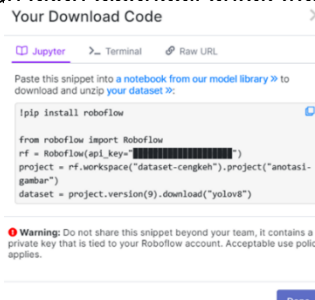 Your Download Code
Jupyter
>_ Terminal
Raw URL
Paste this snippet into a notebook from our model library » to
download and unzip your dataset »:
!pip install roboflow
from roboflow import Roboflow
rf = Roboflow(api_key="")
project = rf.workspace("dataset-cengkeh").project("anotasi-
gambar")
dataset = project.version(9).download("yolov8")
Warning: Do not share this snippet beyond your team, it contains a
private key that is tied to your Roboflow account. Acceptable use polic
applies.